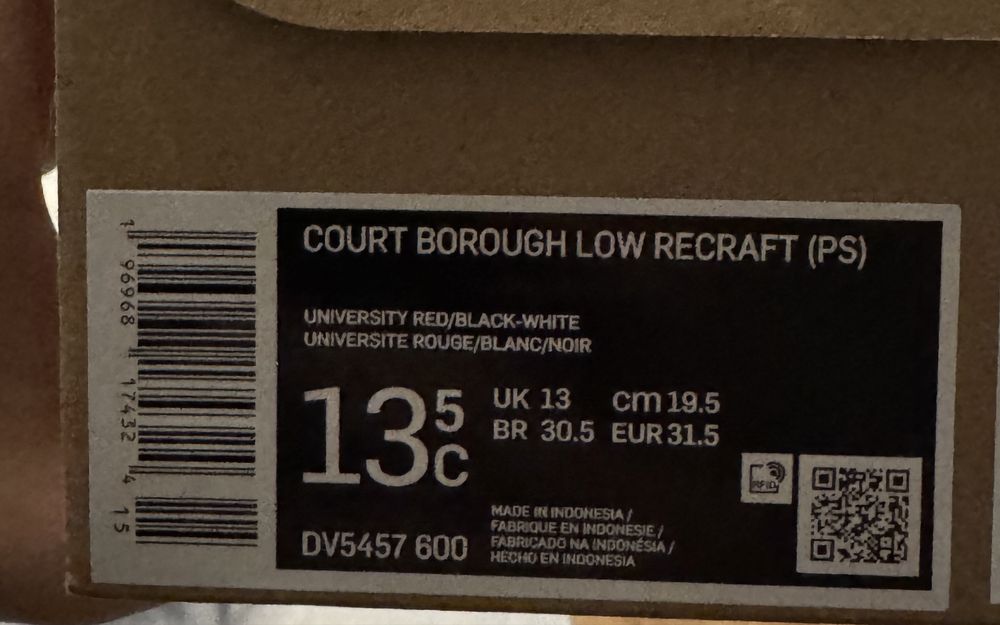 COURT BOROUGH LOW RECRAFT (PS)
UNIVERSITY RED/BLACK-WHITE
UNIVERSITE ROUGE/BLANC/NOIR
13 5 C
UK 13 cm 19.5
BR 30.5 EUR 31.5
RFID
DV5457 600
MADE IN INDONESIA /
FABRIQUE EN INDONESIE /
FABRICADO NA INDONÉSIA /
HECHO EN INDONESIA
1 96968 17432 4 15